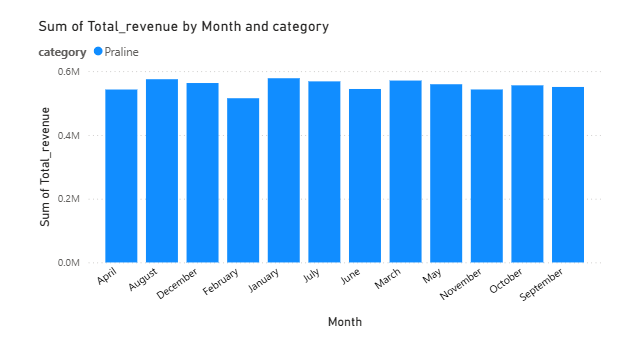 Sum of Total_revenue by Month and category
category Praline
0.6M
0.4M
0.2M
0.0M
Sum of Total_revenue
April August December February January July June March May November October September
Month